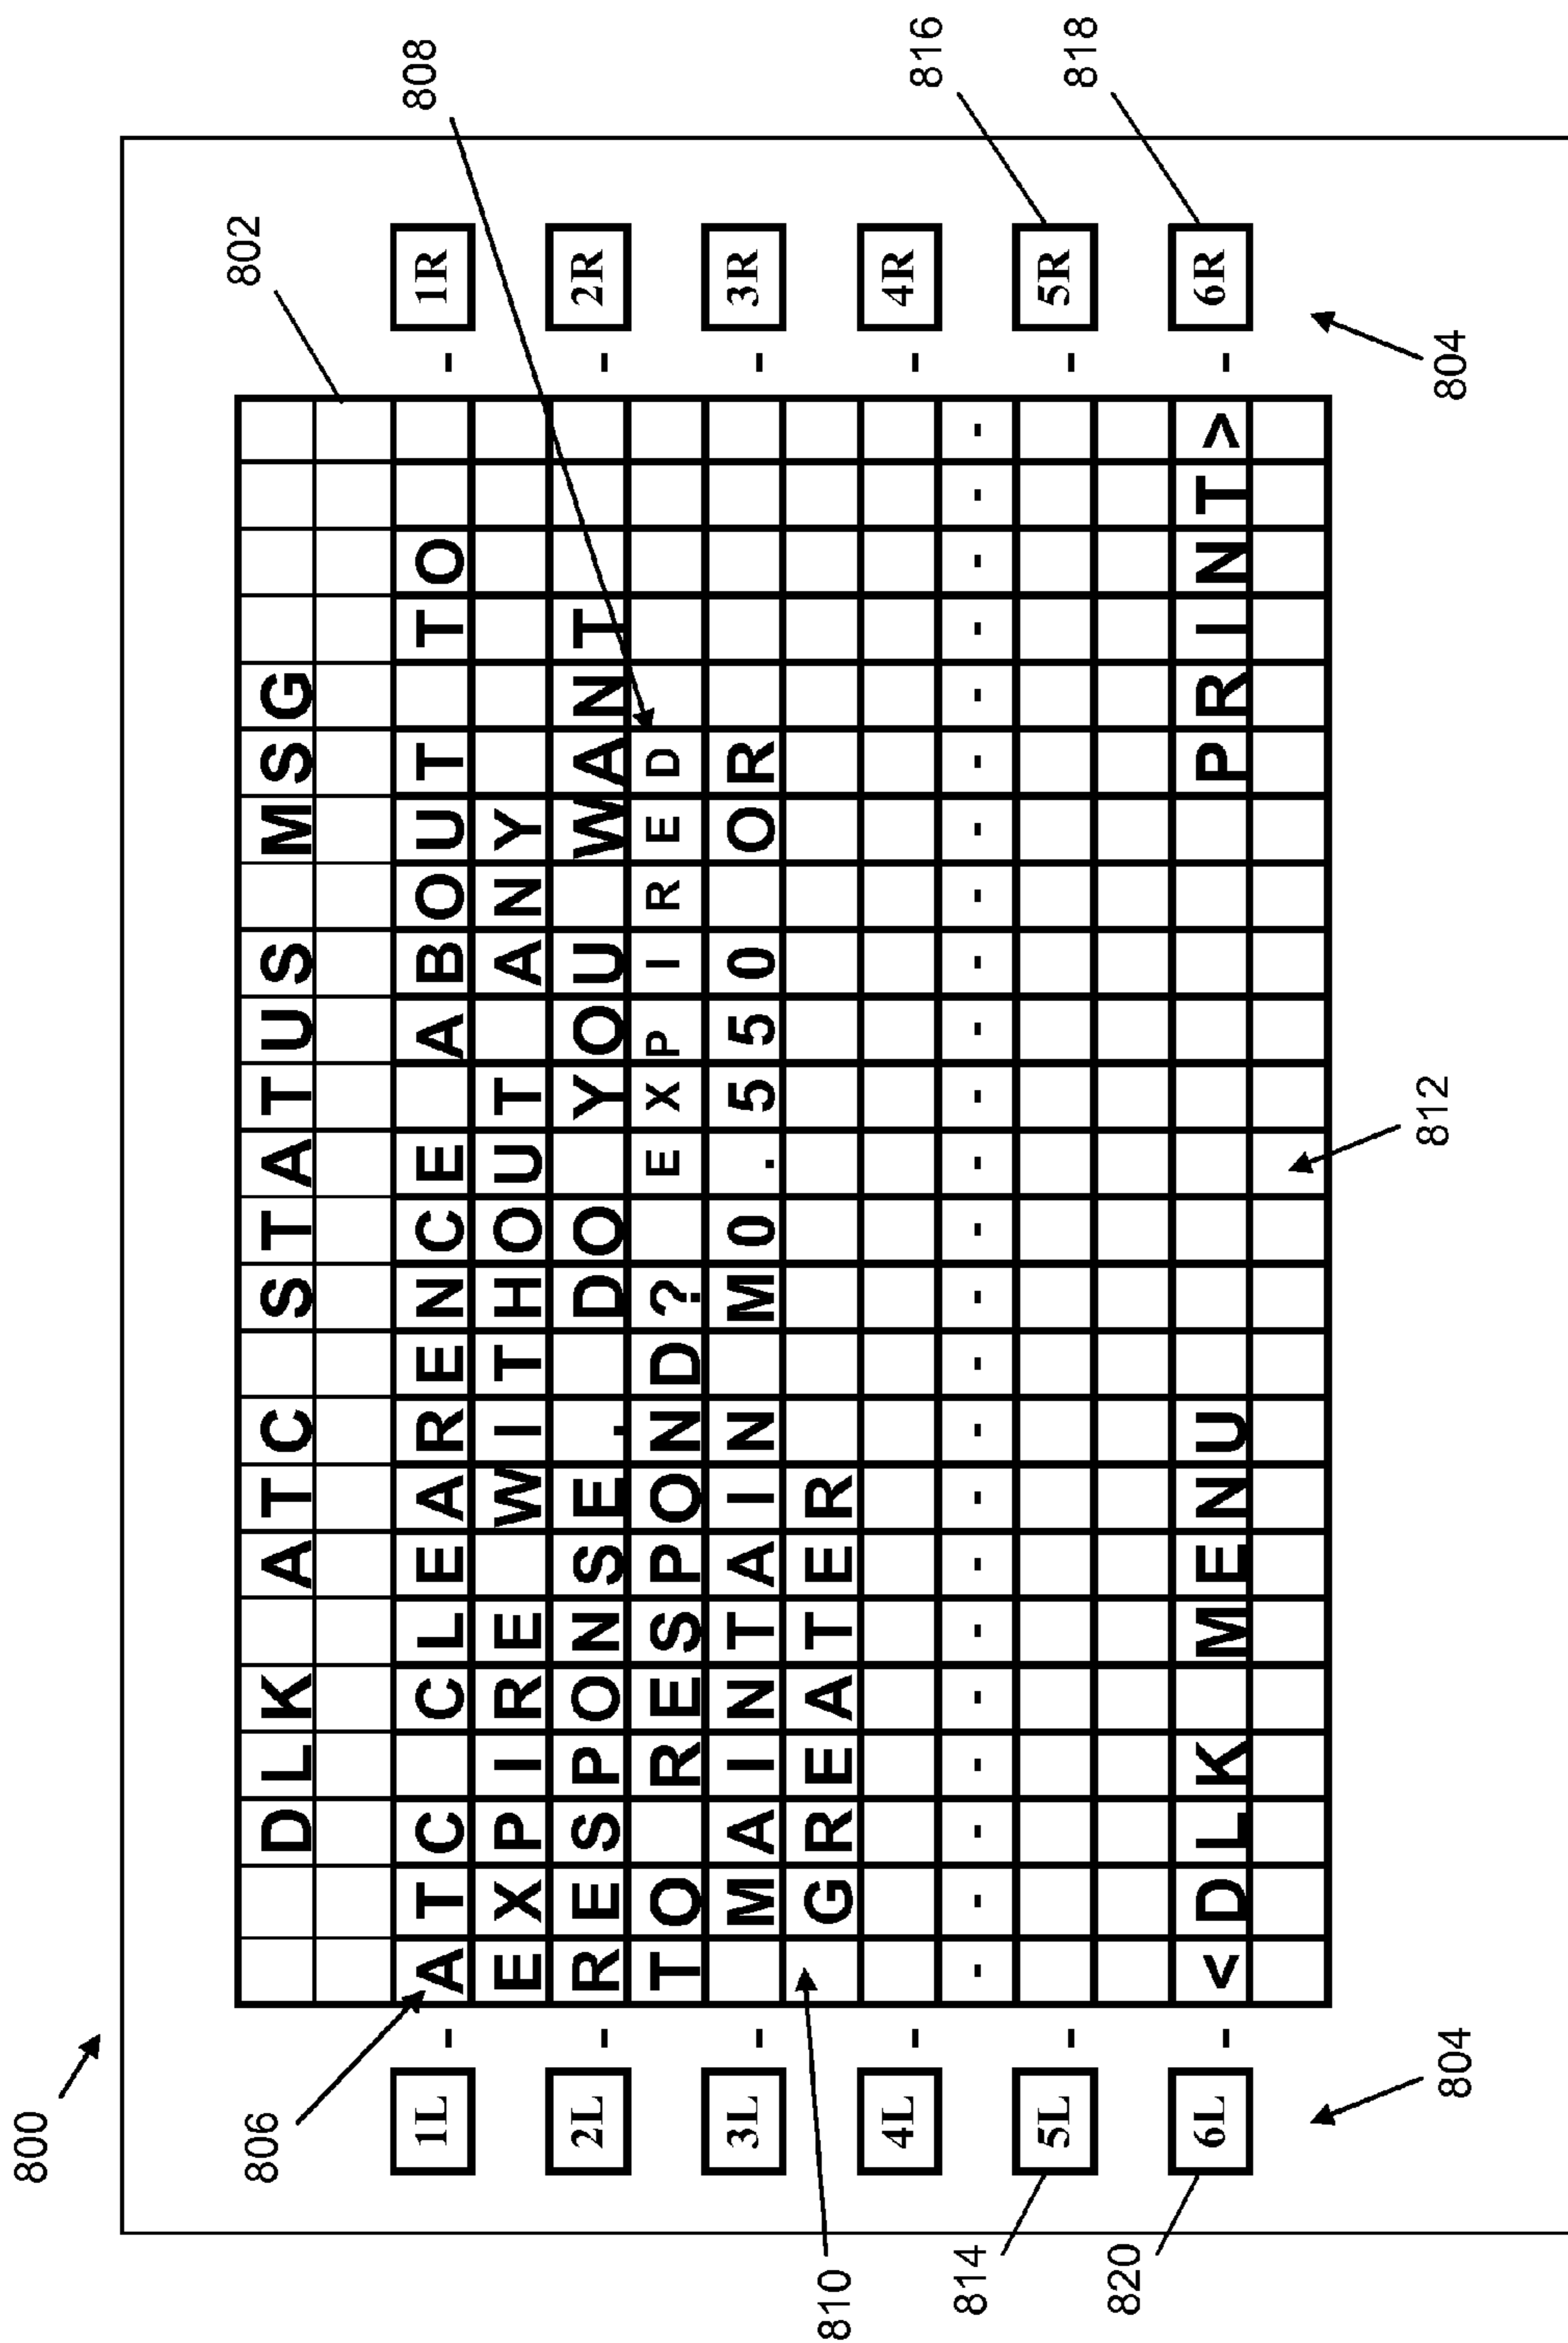 800
802
808
806
DLK ATC STATUS MSG
1L - ATC CLEARENCE ABOUT TO - 1R
EXPIRE WITHOUT ANY
2L - RESPONSE. DO YOU WANT - 2R
TO RESPOND? EXPIRED
3L - MAINTAIN M0.550 OR - 3R
GREATER
4L - - 4R
- - - - - - - - - - - - - - - - - - - - - - - -
5L - - 5R
6L - <DLK MENU PRINT> - 6R
810
814
820
804
812
804
816
818